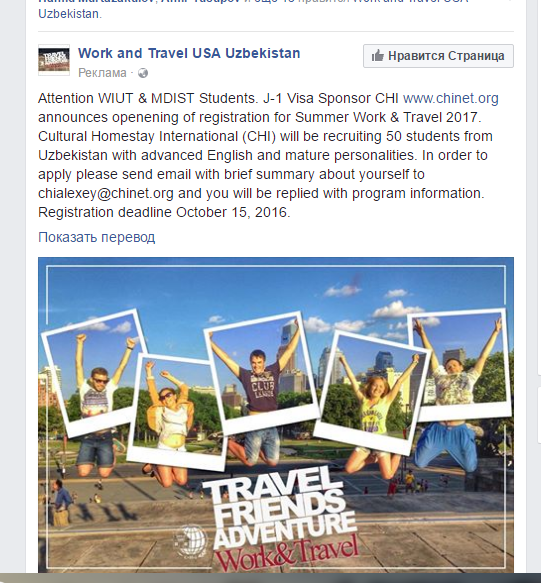 Uzbekistan.
Work and Travel USA Uzbekistan
Нравится Страница
Реклама ·
Attention WIUT & MDIST Students. J-1 Visa Sponsor CHI www.chinet.org
announces openening of registration for Summer Work & Travel 2017.
Cultural Homestay International (CHI) will be recruiting 50 students from
Uzbekistan with advanced English and mature personalities. In order to
apply please send email with brief summary about yourself to
chialexey@chinet.org and you will be replied with program information.
Registration deadline October 15, 2016.
Показать перевод
TRAVEL
FRIENDS
ADVENTURE
Work&Travel